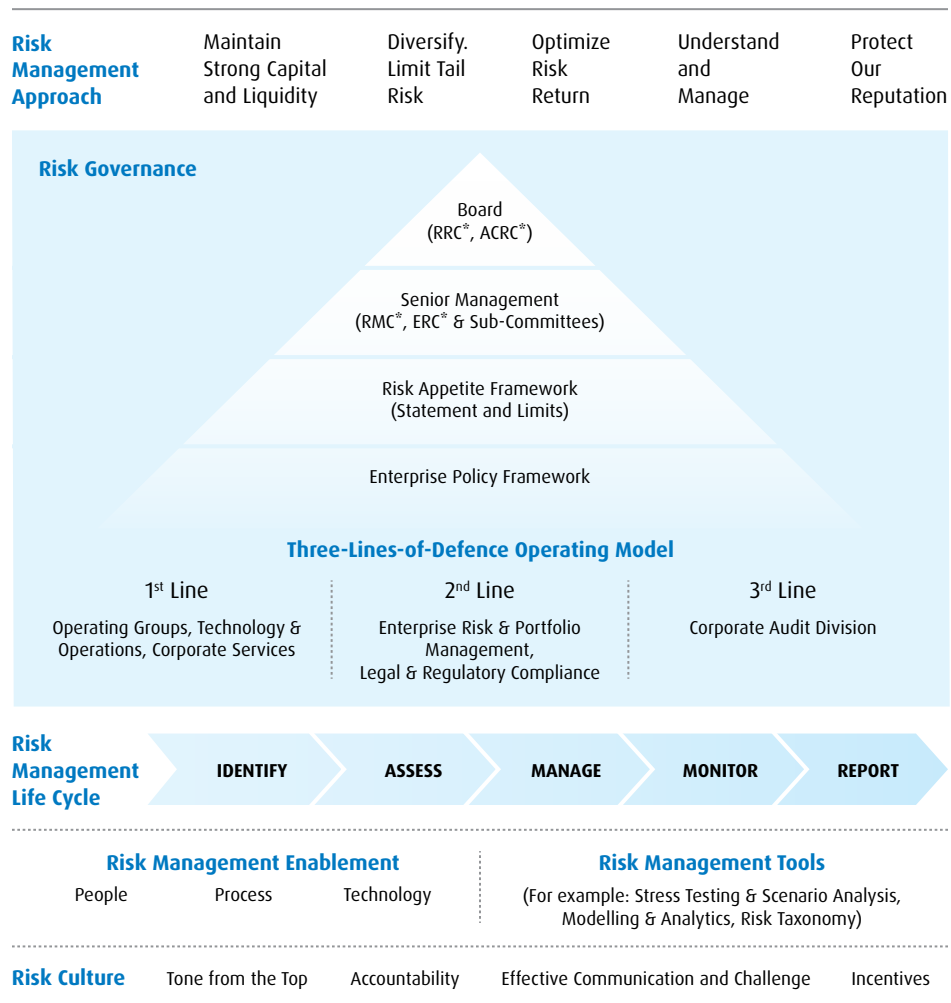 Risk
Management
Approach
Maintain
Strong Capital
and Liquidity
Diversify.
Limit Tail
Risk
Optimize
Risk
Return
Understand
and
Manage
Protect
Our
Reputation
Risk Governance
Board
(RRC*, ACRC*)
Senior Management
(RMC*, ERC* & Sub-Committees)
Risk Appetite Framework
(Statement and Limits)
Enterprise Policy Framework
Three-Lines-of-Defence Operating Model
1st Line
Operating Groups, Technology &
Operations, Corporate Services
2nd Line
Enterprise Risk & Portfolio
Management,
Legal & Regulatory Compliance
3rd Line
Corporate Audit Division
Risk
Management
Life Cycle
IDENTIFY
ASSESS
MANAGE
MONITOR
REPORT
Risk Management Enablement
People
Process
Technology
Risk Management Tools
(For example: Stress Testing & Scenario Analysis,
Modelling & Analytics, Risk Taxonomy)
Risk Culture
Tone from the Top
Accountability
Effective Communication and Challenge
Incentives